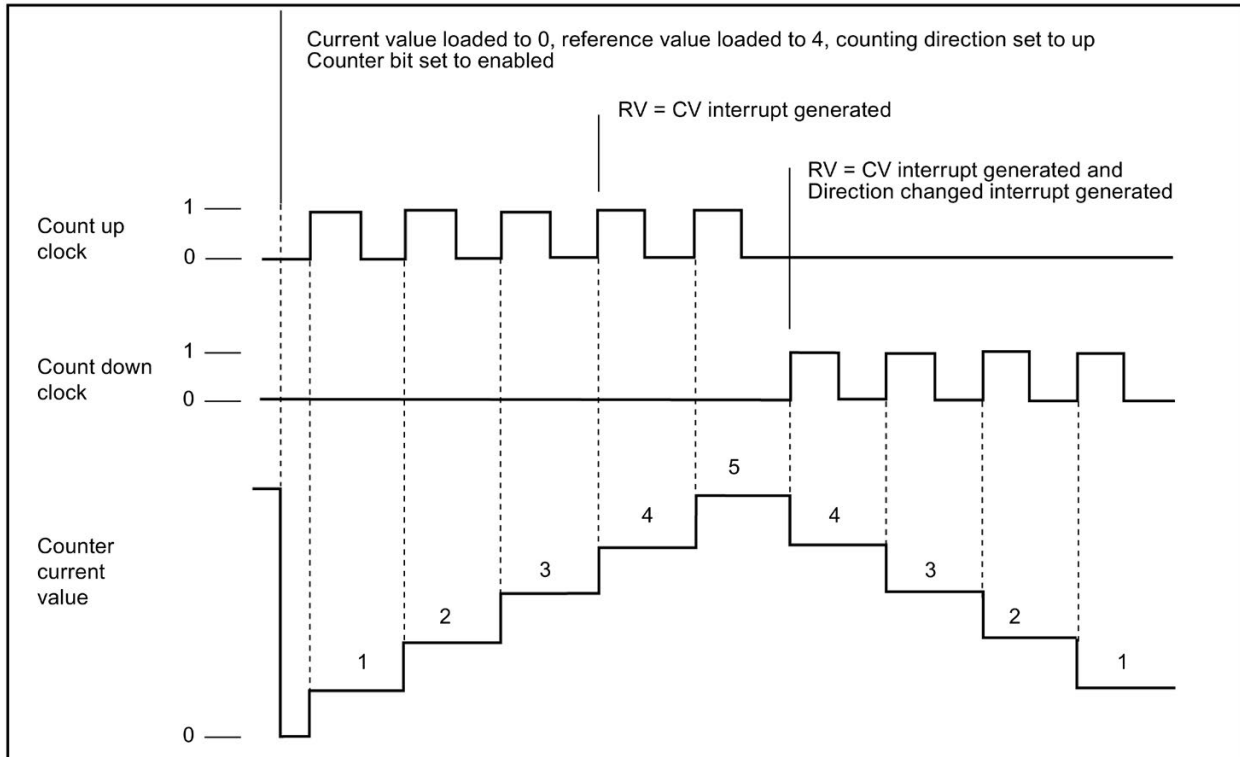 Current value loaded to 0, reference value loaded to 4, counting direction set to up
Counter bit set to enabled
RV = CV interrupt generated
RV = CV interrupt generated and
Direction changed interrupt generated
Count up
clock
1
0
Count down
clock
1
0
Counter
current
value
0
1
2
3
4
5
4
3
2
1